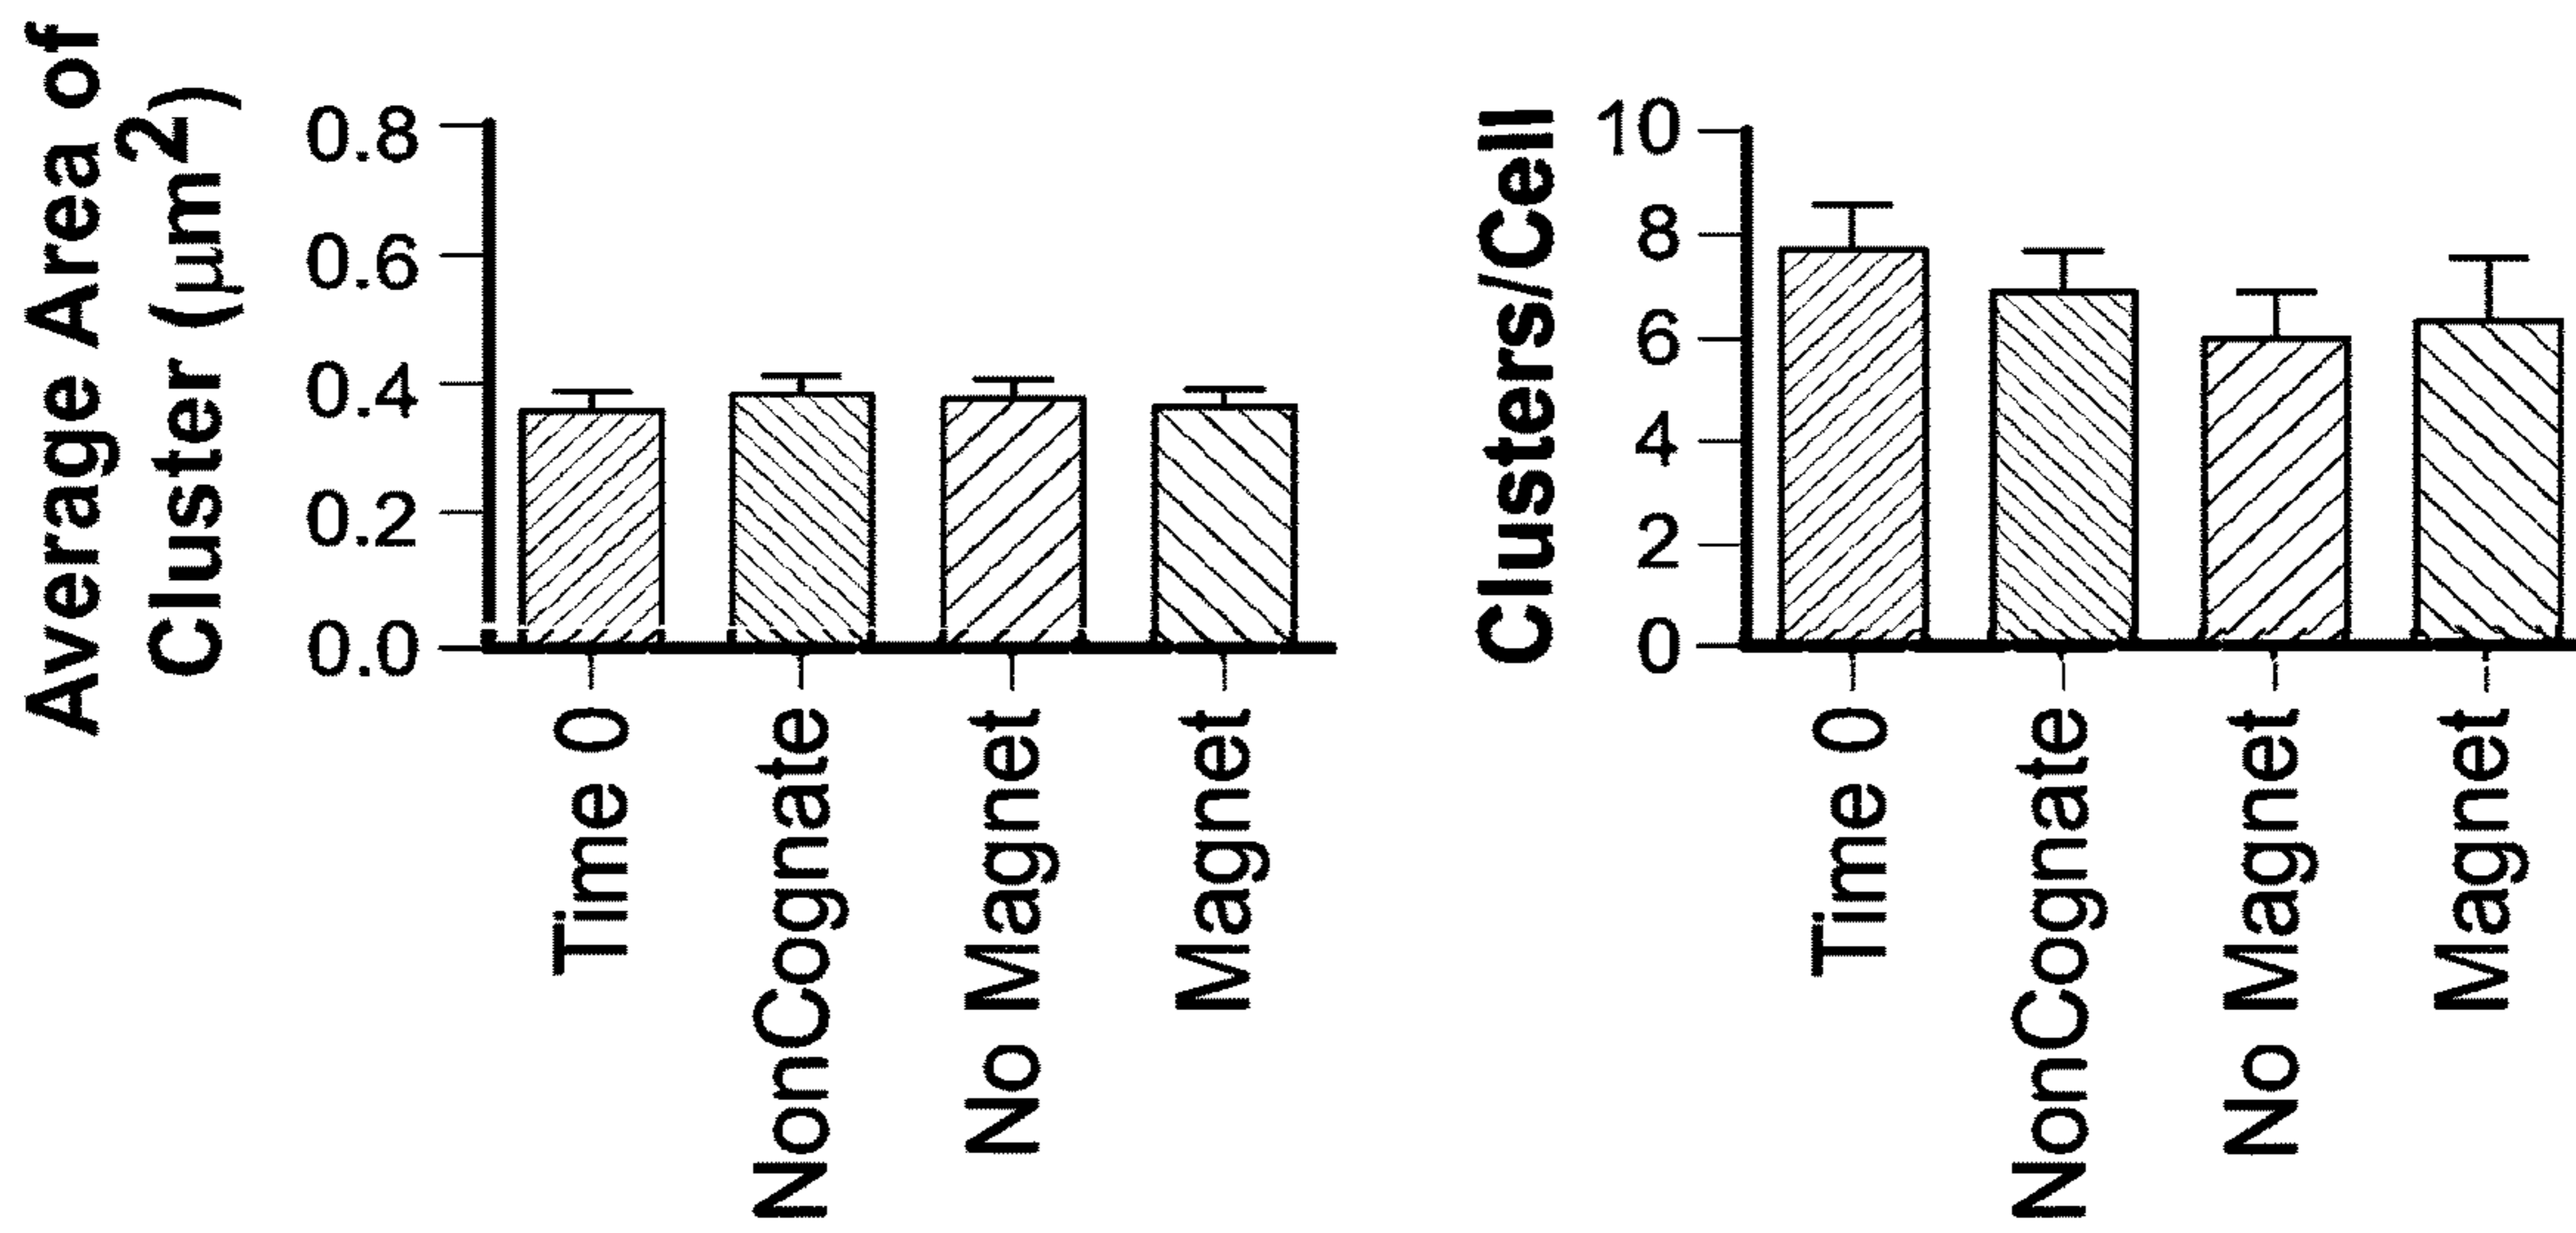 Average Area of
Cluster (μm²)
0.8
0.6
0.4
0.2
0.0
Time 0
NonCognate
No Magnet
Magnet
Clusters/Cell
10
8
6
4
2
0
Time 0
NonCognate
No Magnet
Magnet